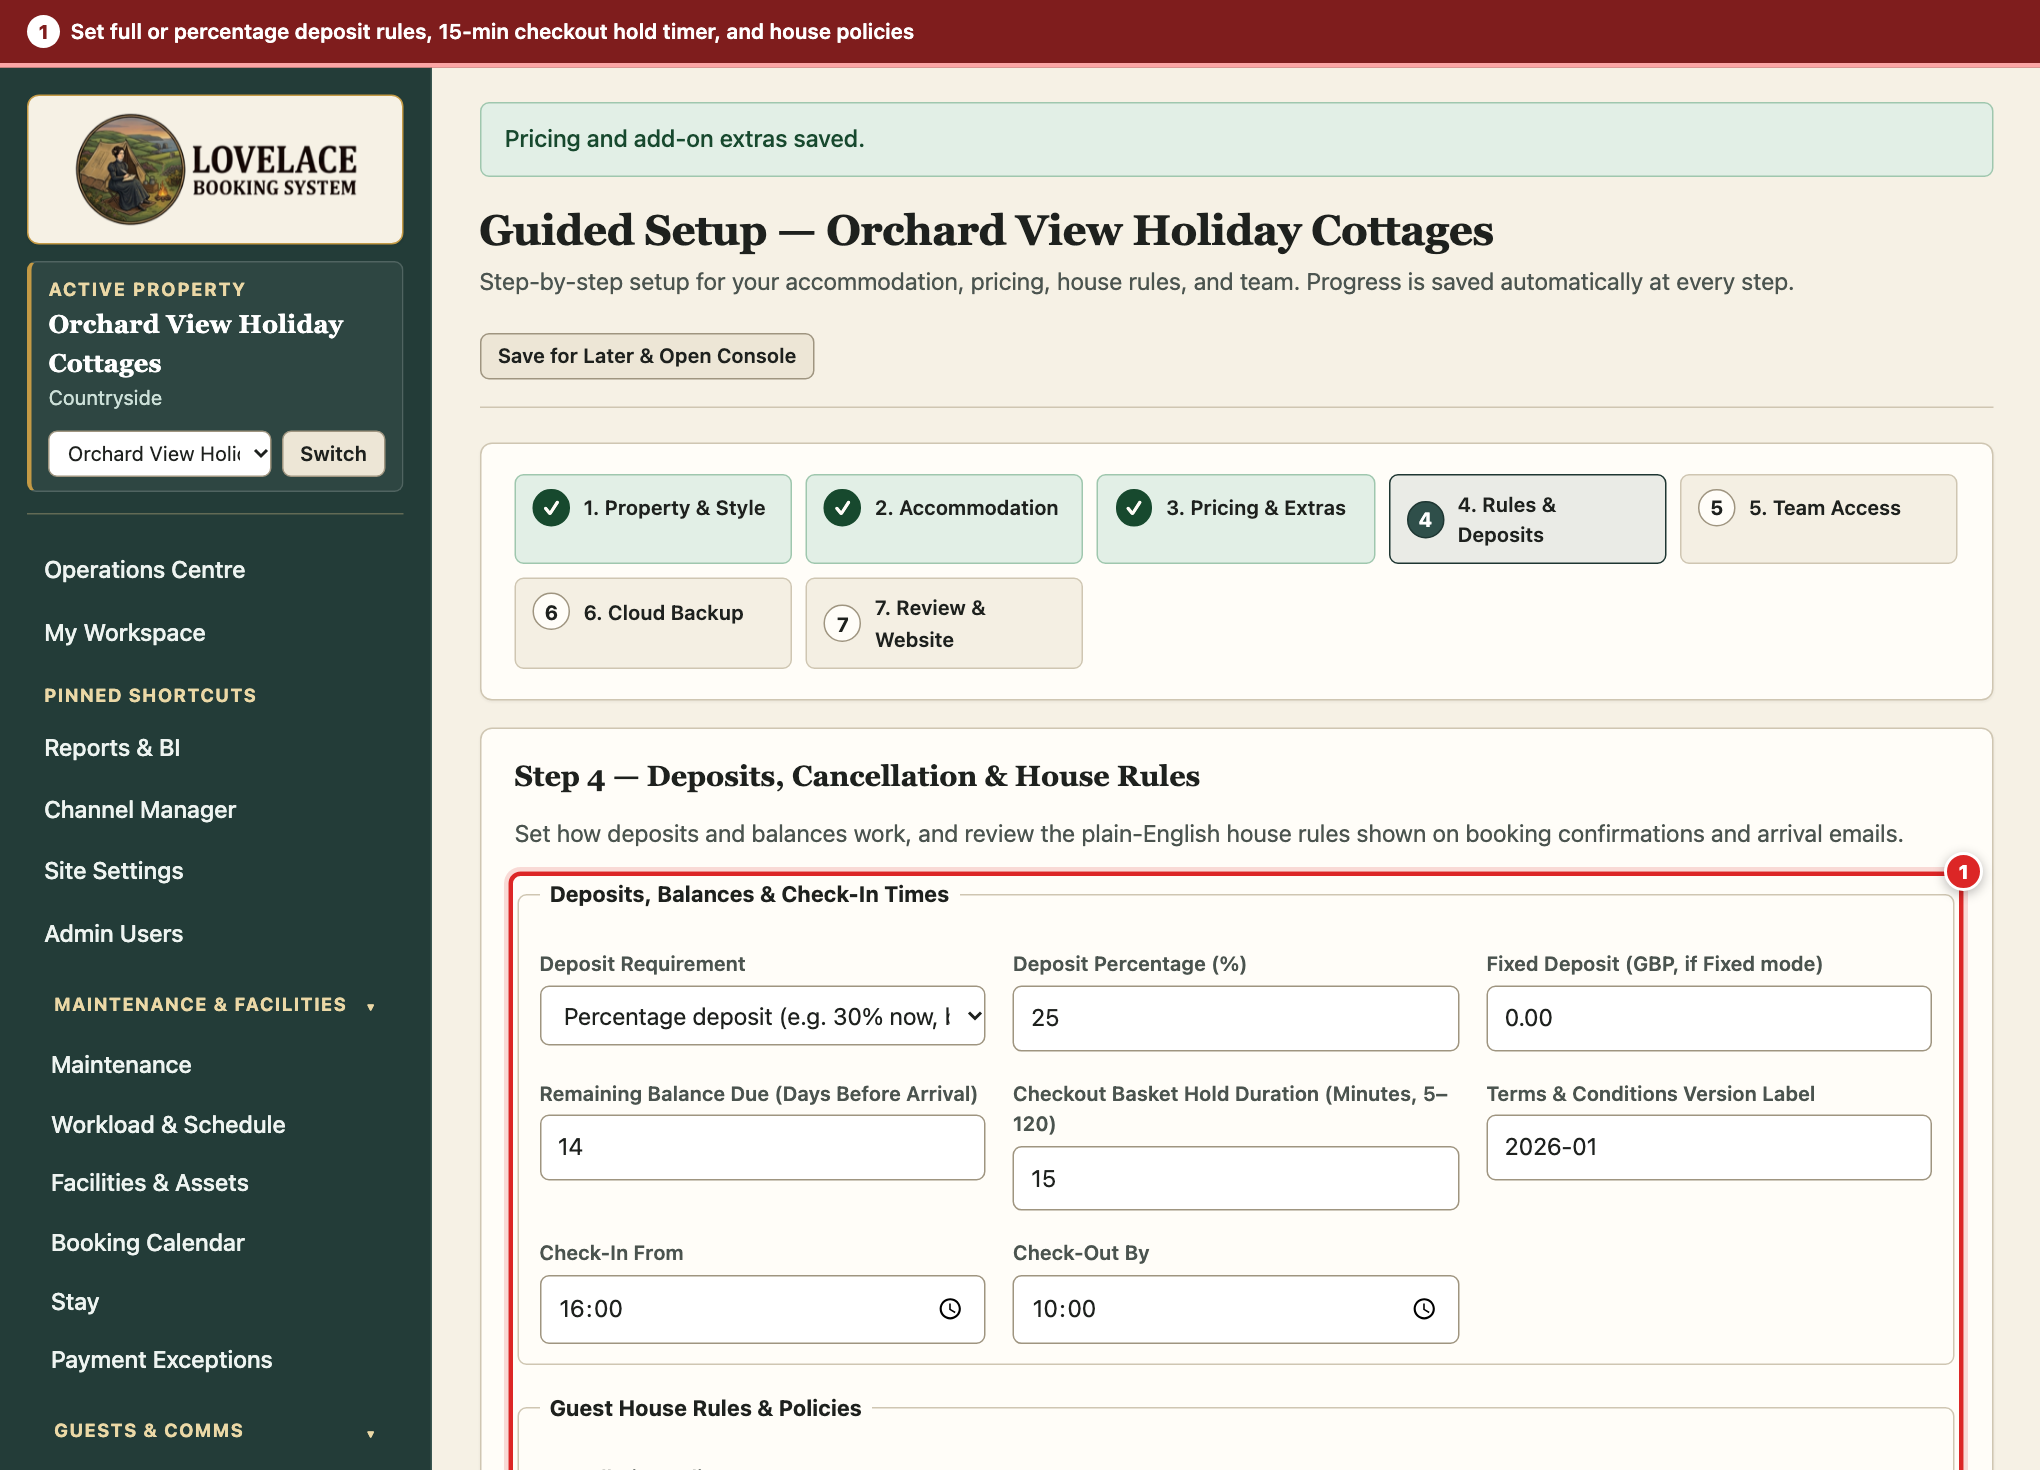 1 Set full or percentage deposit rules, 15-min checkout hold timer, and house policies
LOVELACE
BOOKING SYSTEM
ACTIVE PROPERTY
Orchard View Holiday
Cottages
Countryside
Orchard View Holi
Switch
Operations Centre
My Workspace
PINNED SHORTCUTS
Reports & BI
Channel Manager
Site Settings
Admin Users
MAINTENANCE & FACILITIES
Maintenance
Workload & Schedule
Facilities & Assets
Booking Calendar
Stay
Payment Exceptions
GUESTS & COMMS
Pricing and add-on extras saved.
Guided Setup — Orchard View Holiday Cottages
Step-by-step setup for your accommodation, pricing, house rules, and team. Progress is saved automatically at every step.
Save for Later & Open Console
1. Property & Style
2. Accommodation
3. Pricing & Extras
4 4. Rules &
Deposits
5 5. Team Access
6 6. Cloud Backup
7 7. Review &
Website
Step 4 — Deposits, Cancellation & House Rules
Set how deposits and balances work, and review the plain-English house rules shown on booking confirmations and arrival emails.
1
Deposits, Balances & Check-In Times
Deposit Requirement
Percentage deposit (e.g. 30% now,
Deposit Percentage (%)
25
Fixed Deposit (GBP, if Fixed mode)
0.00
Remaining Balance Due (Days Before Arrival)
14
Checkout Basket Hold Duration (Minutes, 5–
120)
15
Terms & Conditions Version Label
2026-01
Check-In From
16:00
Check-Out By
10:00
Guest House Rules & Policies